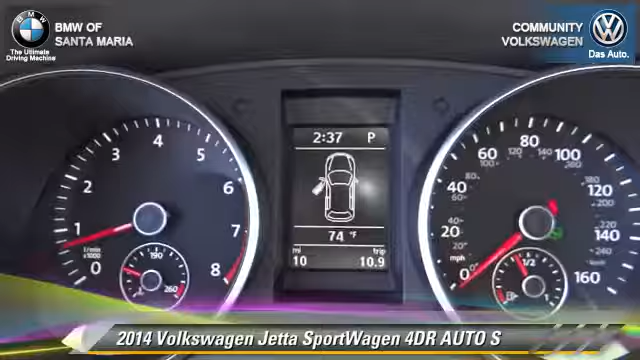 BMW
BMW OF
SANTA MARIA
The Ultimate
Driving Machine
COMMUNITY
VOLKSWAGEN
Das Auto.
2:37 P
74 °F
mi trip
10 10.9
0 1 2 3 4 5 6 7 8
1/min
x1000
190
260
0 20 40 60 80 100 120 140 160
mph
1/2
1
2014 Volkswagen Jetta SportWagen 4DR AUTO S